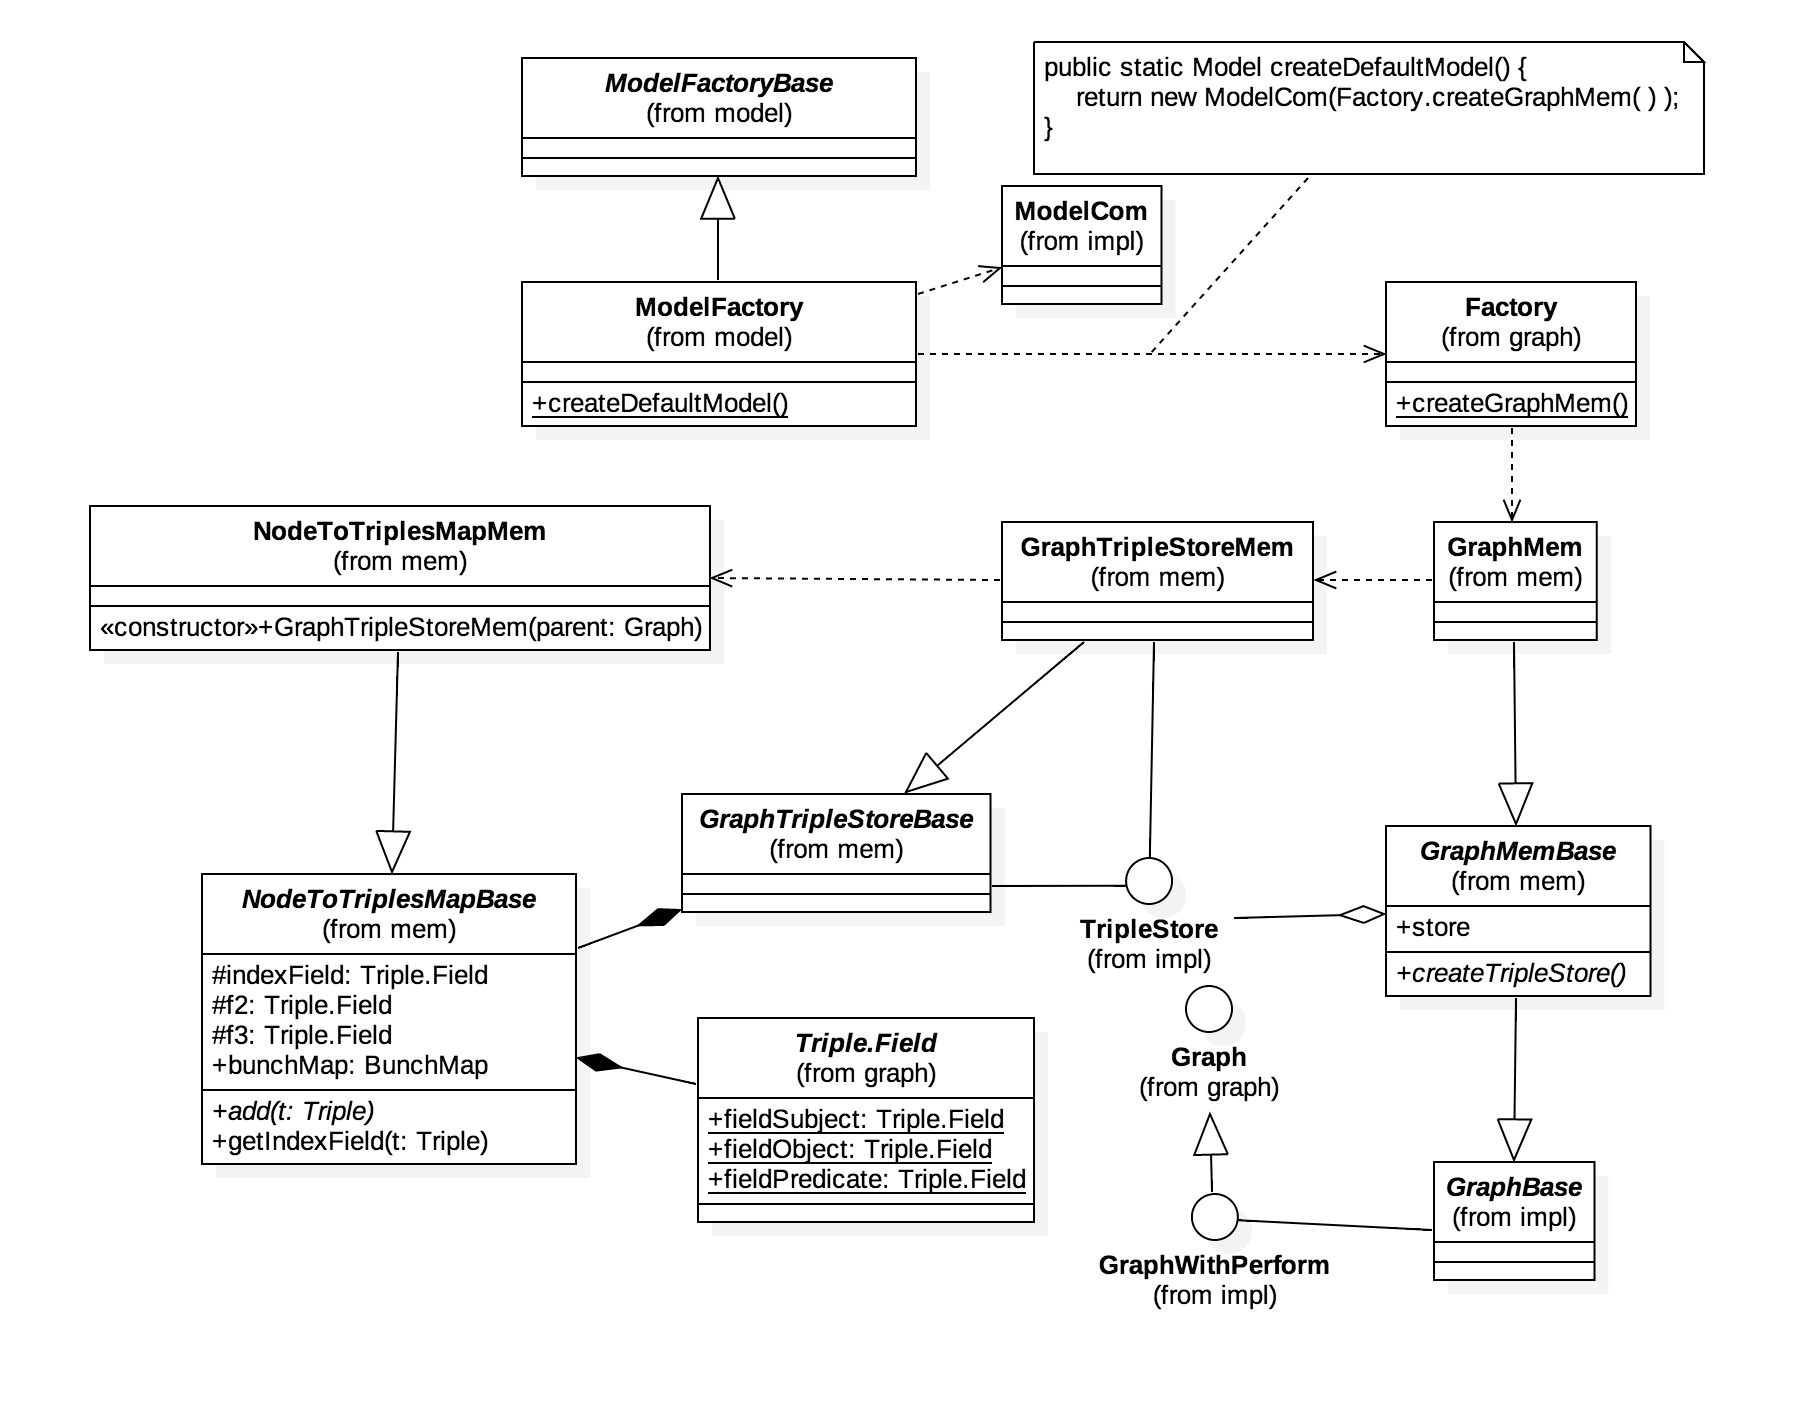 ModelFactoryBase
(from model)
public static Model createDefaultModel() {
return new ModelCom(Factory.createGraphMem( ) );
}
ModelCom
(from impl)
ModelFactory
(from model)
+createDefaultModel()
Factory
(from graph)
+createGraphMem()
NodeToTriplesMapMem
(from mem)
«constructor»+GraphTripleStoreMem(parent: Graph)
GraphTripleStoreMem
(from mem)
GraphMem
(from mem)
GraphTripleStoreBase
(from mem)
NodeToTriplesMapBase
(from mem)
#indexField: Triple.Field
#f2: Triple.Field
#f3: Triple.Field
+bunchMap: BunchMap
+add(t: Triple)
+getIndexField(t: Triple)
TripleStore
(from impl)
GraphMemBase
(from mem)
+store
+createTripleStore()
Triple.Field
(from graph)
+fieldSubject: Triple.Field
+fieldObject: Triple.Field
+fieldPredicate: Triple.Field
Graph
(from graph)
GraphWithPerform
(from impl)
GraphBase
(from impl)